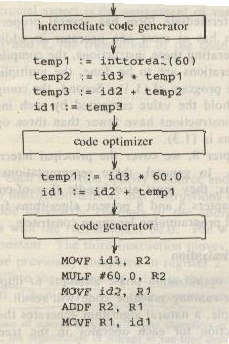 intermediate code generator
temp1 := inttoreal(60)
temp2 := id3 * temp1
temp3 := id2 + temp2
id1 := temp3
code optimizer
temp1 := id3 * 60.0
id1 := id2 + temp1
code generator
MOVF id3, R2
MULF #60.0, R2
MOVF id2, R1
ADDF R2, R1
MOVF R1, id1